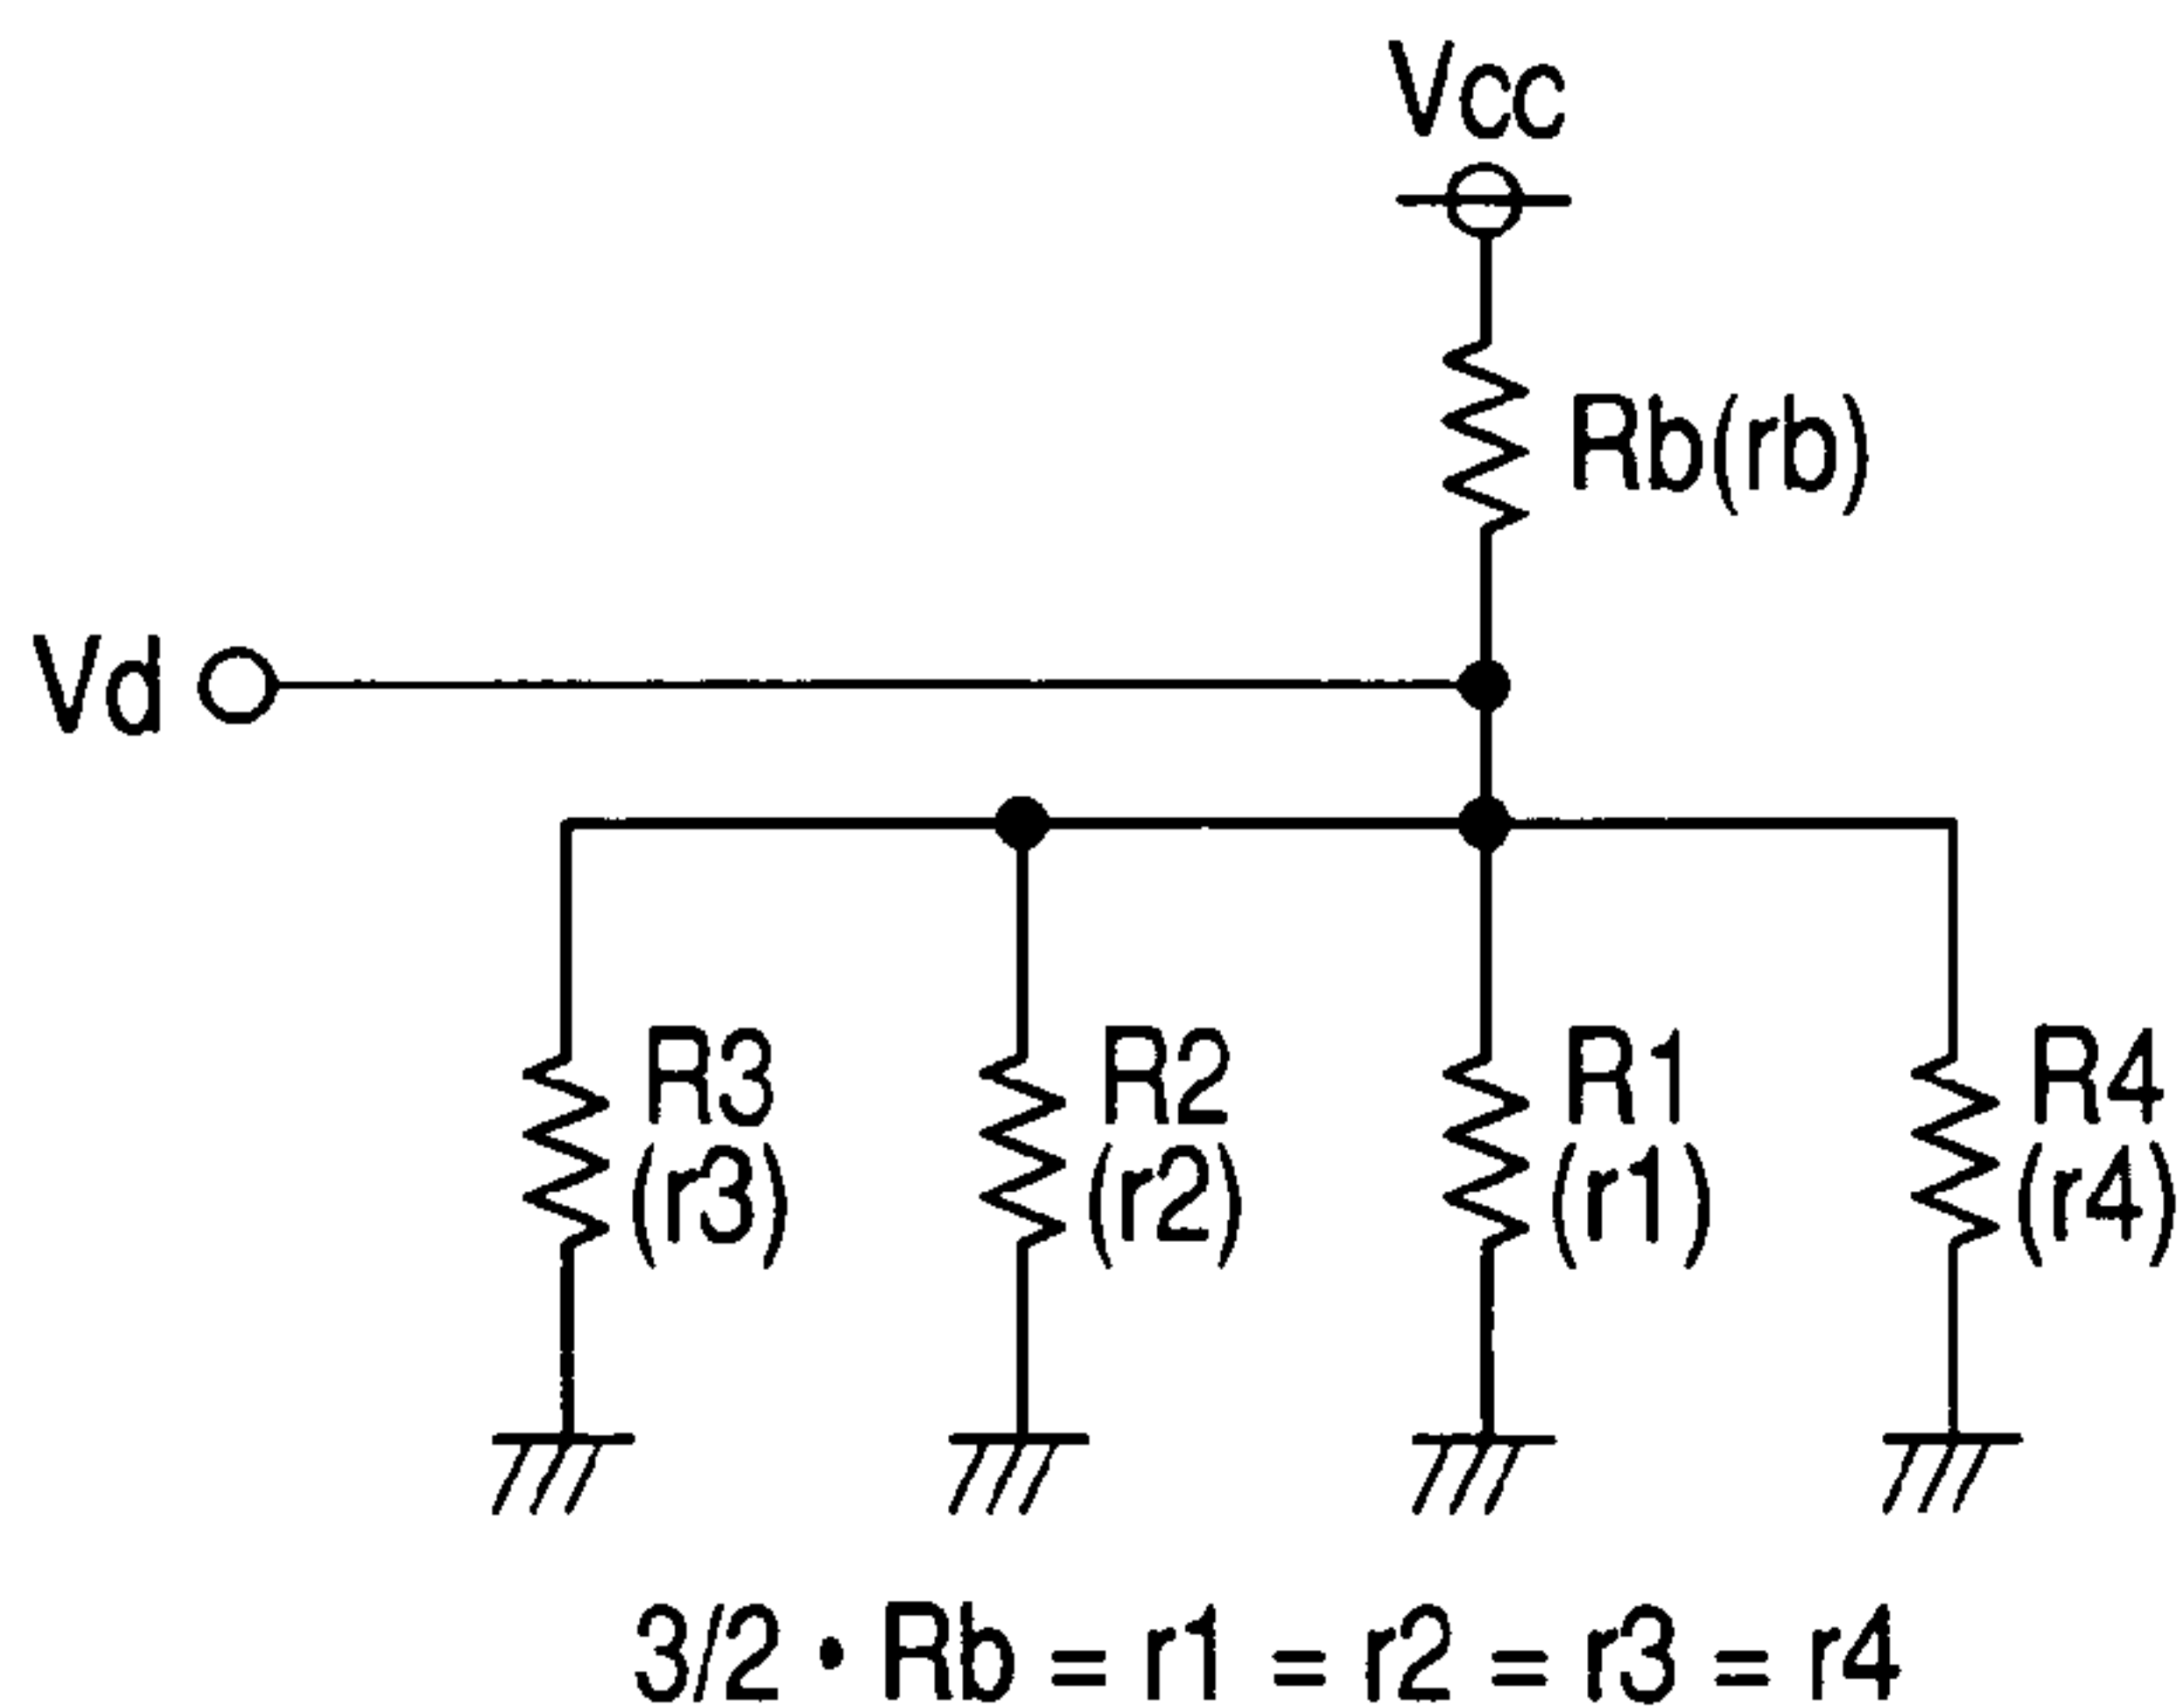 Vcc
Rb(rb)
Vd
R3
(r3)
R2
(r2)
R1
(r1)
R4
(r4)
3/2 • Rb = r1 = r2 = r3 = r4